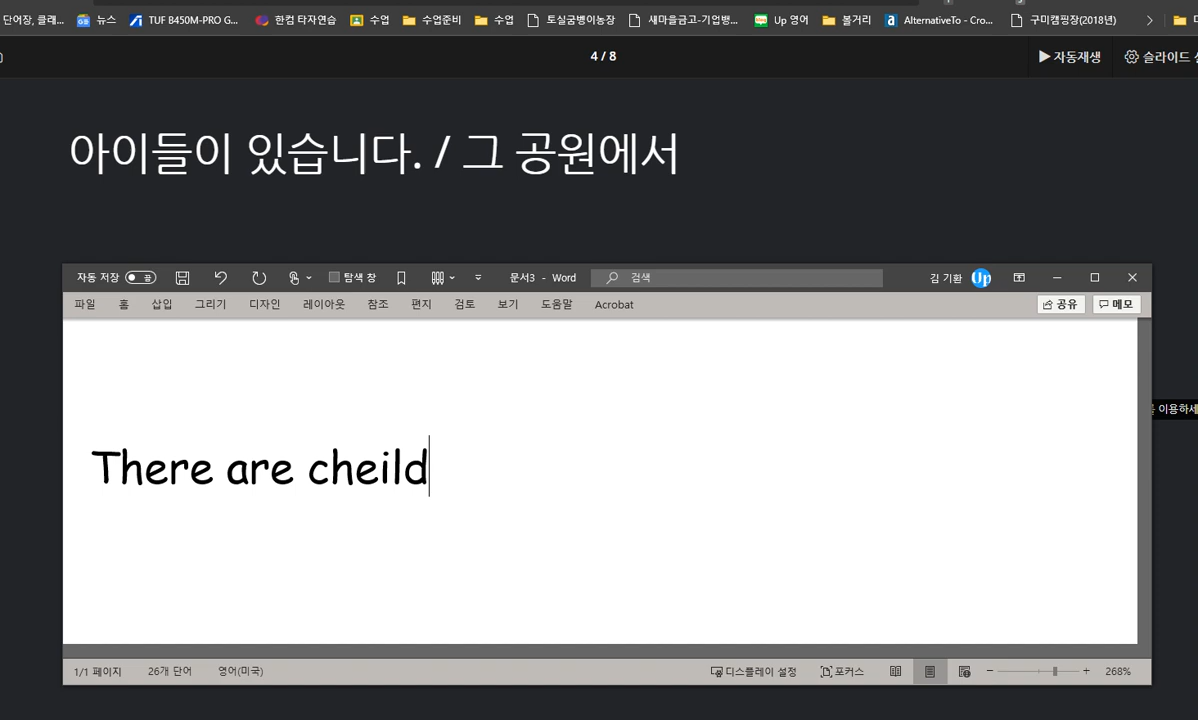 단어장, 클래... 뉴스 TUF B450M-PRO G... 한컴 타자연습 수업 수업준비 수업 토실굼벵이농장 새마을금고-기업뱅... Up 영어 볼거리 AlternativeTo - Cro... 구미캠핑장(2018년)
4 / 8 자동재생 슬라이드
아이들이 있습니다. / 그 공원에서
자동 저장 끔 탐색 창 문서3 - Word 검색 김 기환 Up
파일 홈 삽입 그리기 디자인 레이아웃 참조 편지 검토 보기 도움말 Acrobat 공유 메모
를 이용하세
There are cheild
1/1 페이지 26개 단어 영어(미국) 디스플레이 설정 포커스 268%